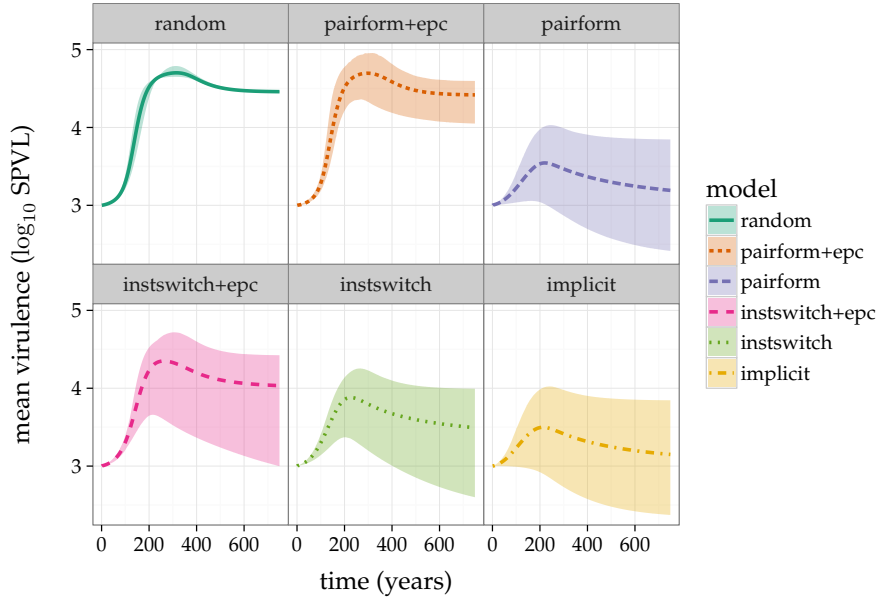 random pairform+epc pairform
5
4
3
instswitch+epc instswitch implicit
5
4
3
0 200 400 600 0 200 400 600 0 200 400 600
time (years)
mean virulence (log₁₀ SPVL)
model
random
pairform+epc
pairform
instswitch+epc
instswitch
implicit